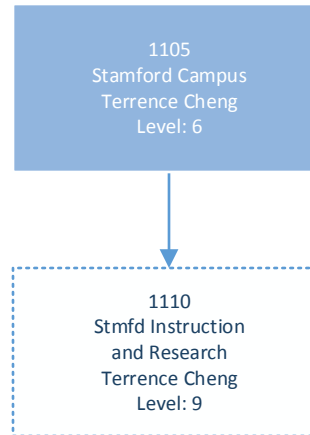 1105
Stamford Campus
Terrence Cheng
Level: 6
1110
Stmfd Instruction
and Research
Terrence Cheng
Level: 9